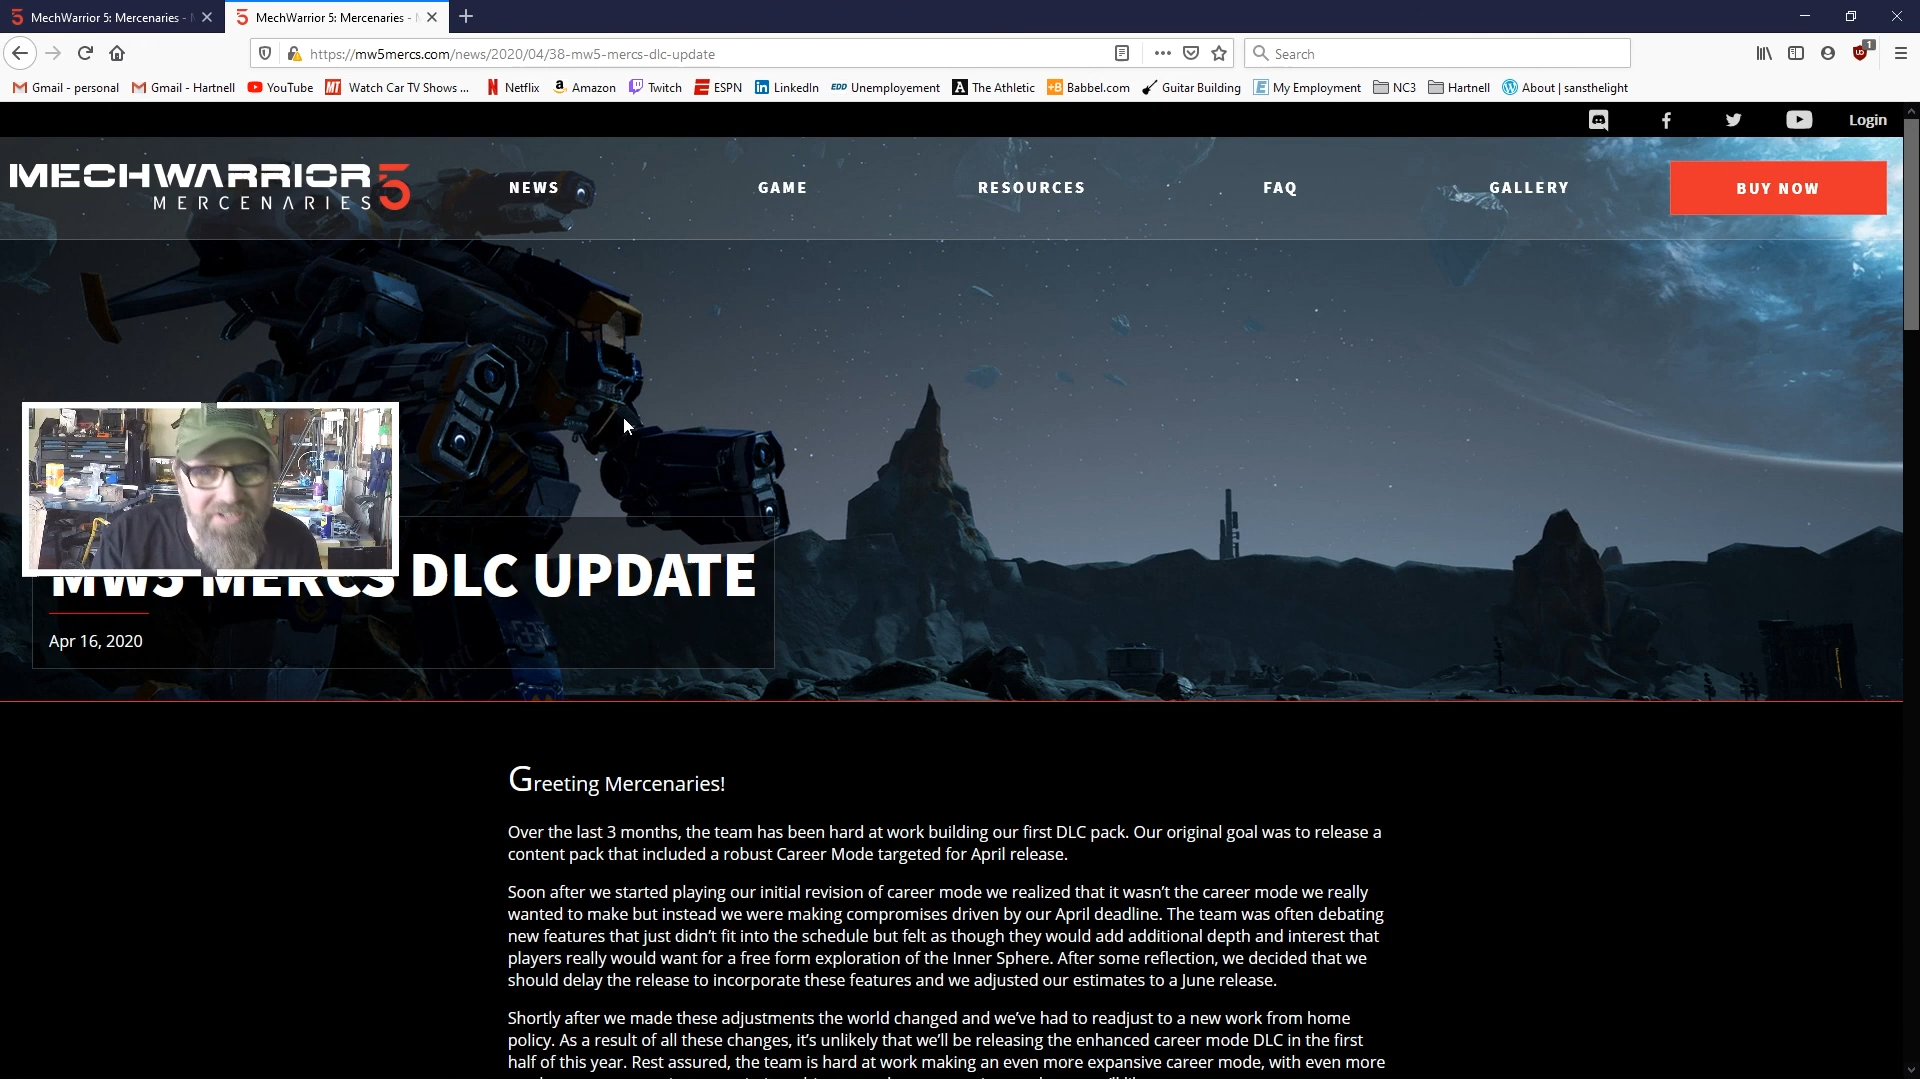 MechWarrior 5: Mercenaries -
MechWarrior 5: Mercenaries -
https://mw5mercs.com/news/2020/04/38-mw5-mercs-dlc-update
Search
1
Gmail - personal
Gmail - Hartnell
YouTube
Watch Car TV Shows ...
Netflix
Amazon
Twitch
ESPN
LinkedIn
EDD Unemployement
The Athletic
+B Babbel.com
Guitar Building
My Employment
NC3
Hartnell
About | sansthelight
Login
MECHWARRIOR 5
MERCENARIES
NEWS
GAME
RESOURCES
FAQ
GALLERY
BUY NOW
MW5 MERCS DLC UPDATE
Apr 16, 2020
Greeting Mercenaries!
Over the last 3 months, the team has been hard at work building our first DLC pack. Our original goal was to release a
content pack that included a robust Career Mode targeted for April release.
Soon after we started playing our initial revision of career mode we realized that it wasn't the career mode we really
wanted to make but instead we were making compromises driven by our April deadline. The team was often debating
new features that just didn't fit into the schedule but felt as though they would add additional depth and interest that
players really would want for a free form exploration of the Inner Sphere. After some reflection, we decided that we
should delay the release to incorporate these features and we adjusted our estimates to a June release.
Shortly after we made these adjustments the world changed and we've had to readjust to a new work from home
policy. As a result of all these changes, it's unlikely that we'll be releasing the enhanced career mode DLC in the first
half of this year. Rest assured, the team is hard at work making an even more expansive career mode, with even more